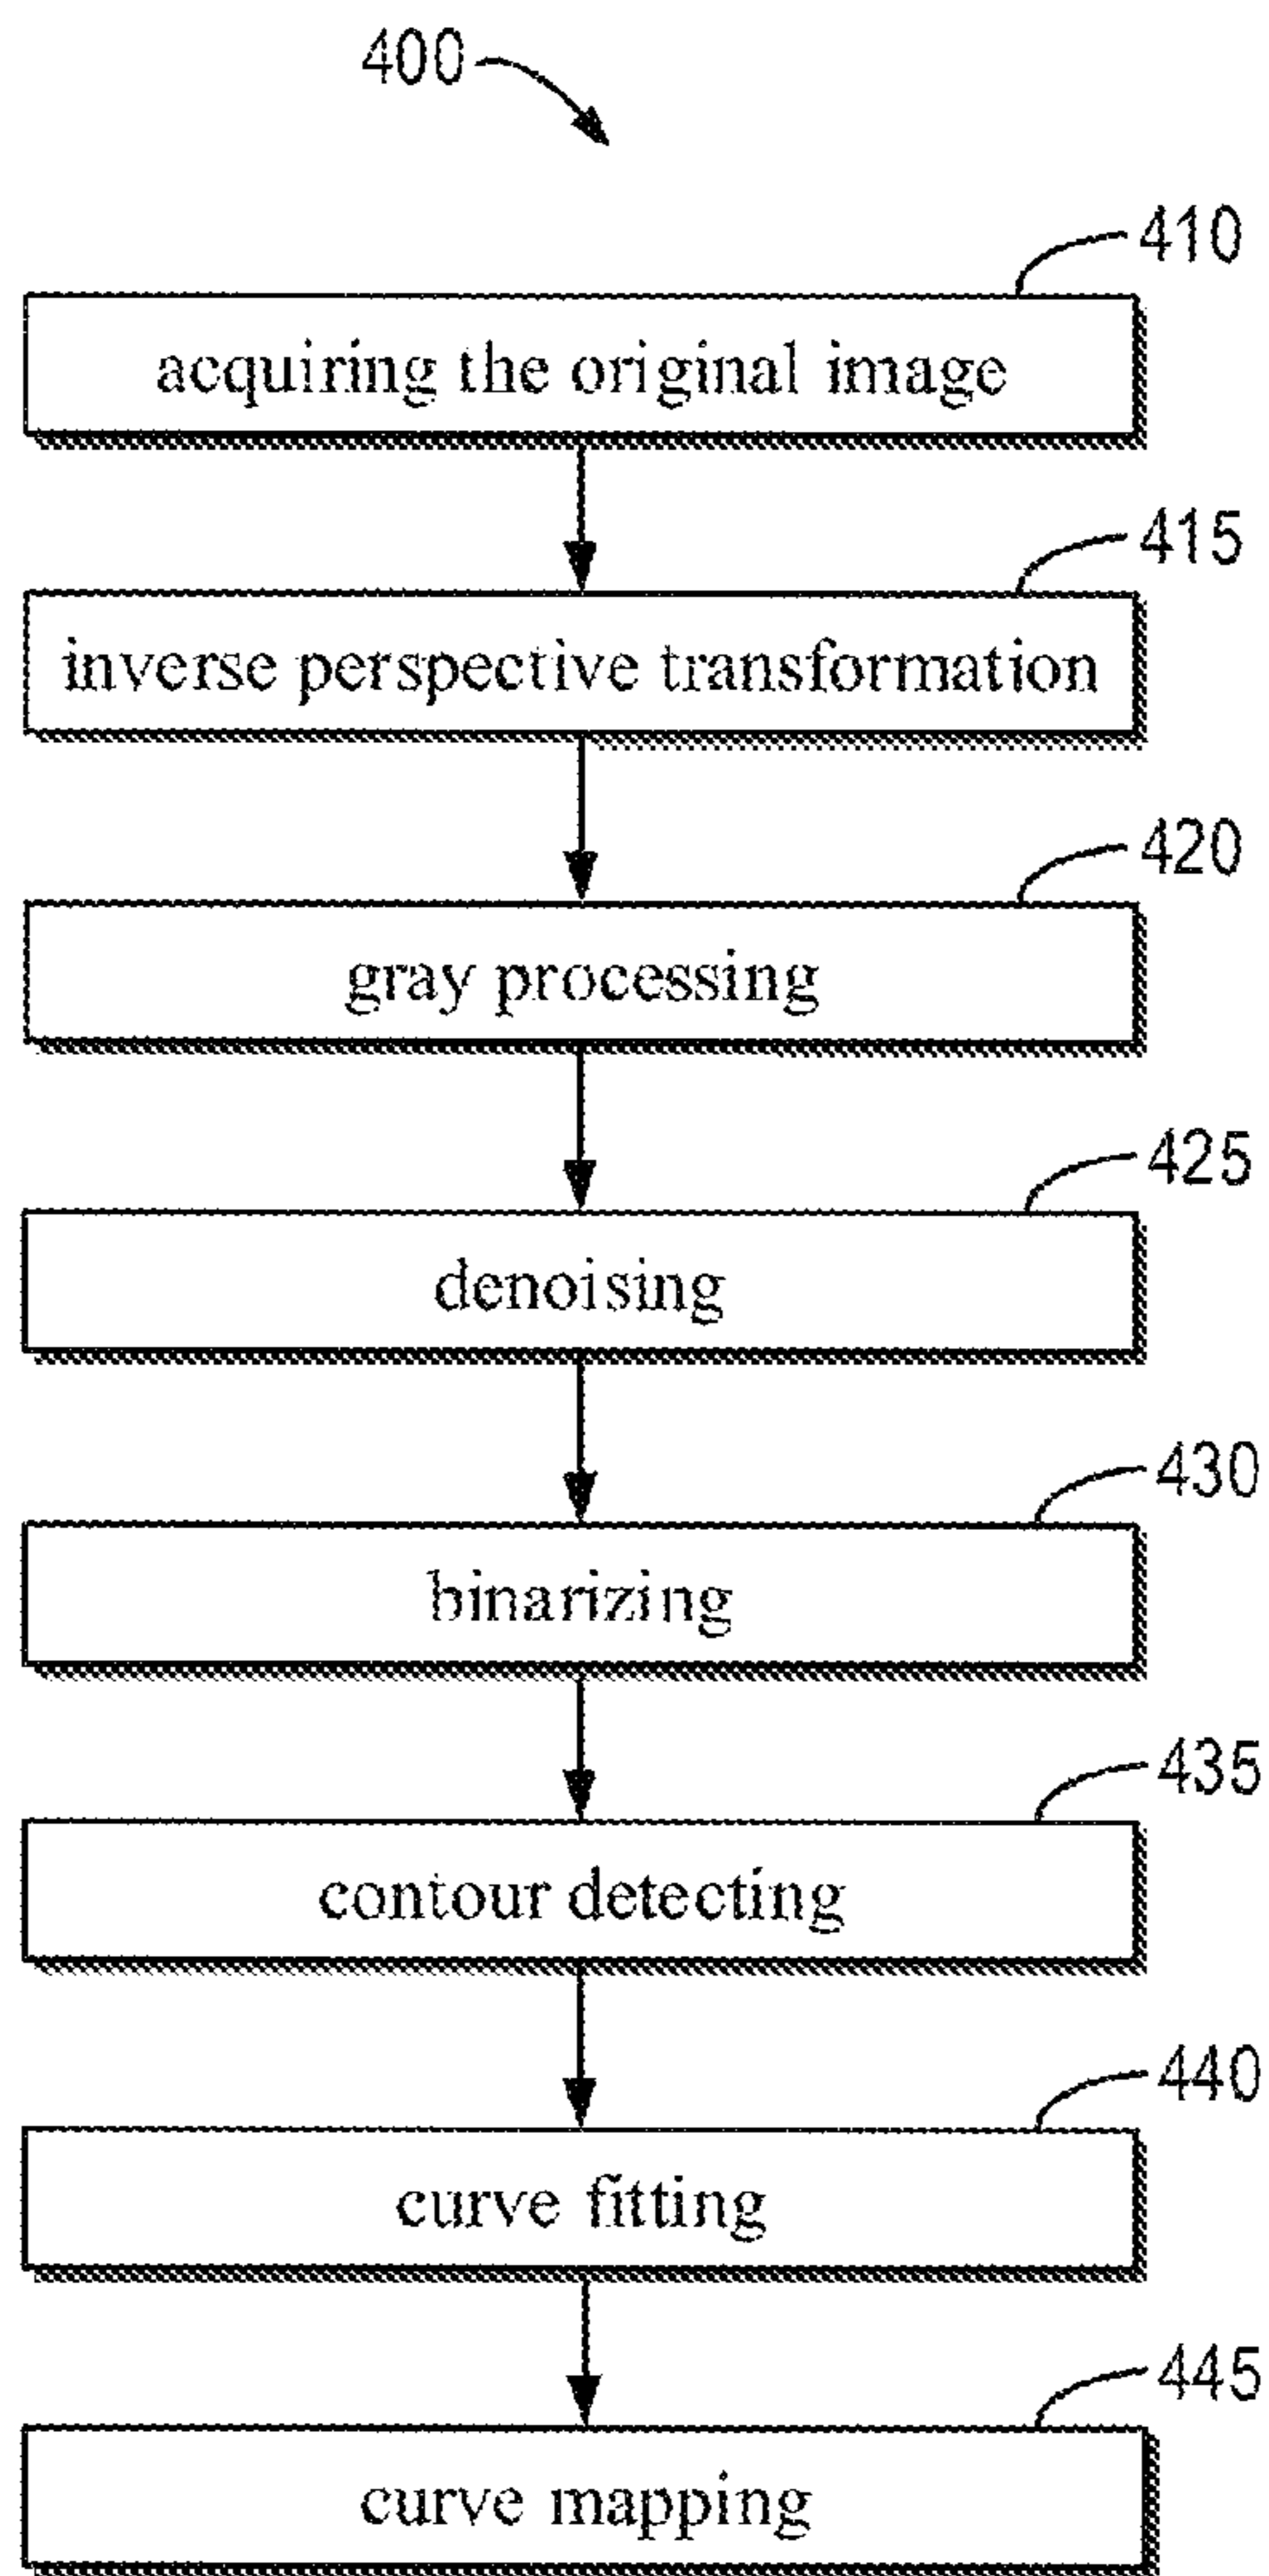 400
410
acquiring the original image
415
inverse perspective transformation
420
gray processing
425
denoising
430
binarizing
435
contour detecting
440
curve fitting
445
curve mapping